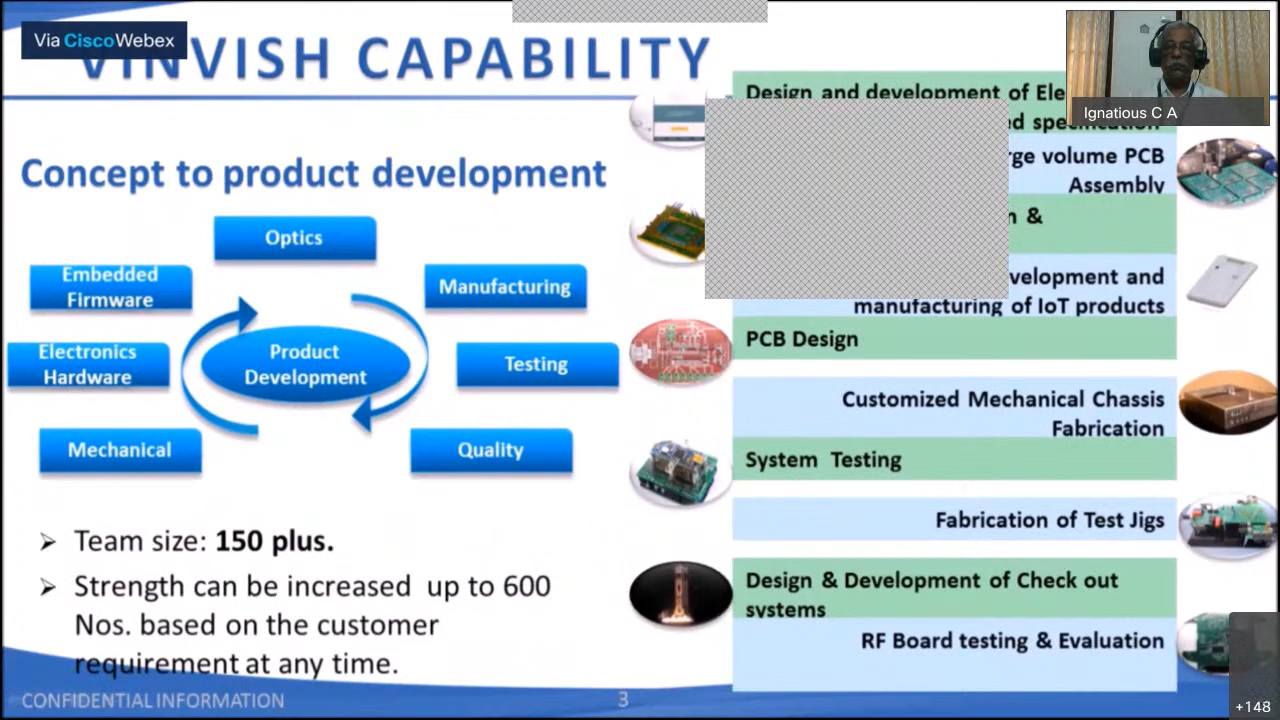 Via Cisco Webex
VINVISH CAPABILITY
Ignatious C A
Concept to product development
Optics
Embedded
Firmware
Manufacturing
Electronics
Hardware
Product
Development
Testing
Mechanical
Quality
Team size: 150 plus.
Strength can be increased up to 600
Nos. based on the customer
requirement at any time.
Design and development of
specification
volume PCB
Assembly
&
and
manufacturing of IoT products
PCB Design
Customized Mechanical Chassis
Fabrication
System Testing
Fabrication of Test Jigs
Design & Development of Check out
systems
RF Board testing & Evaluation
CONFIDENTIAL INFORMATION
3
+148